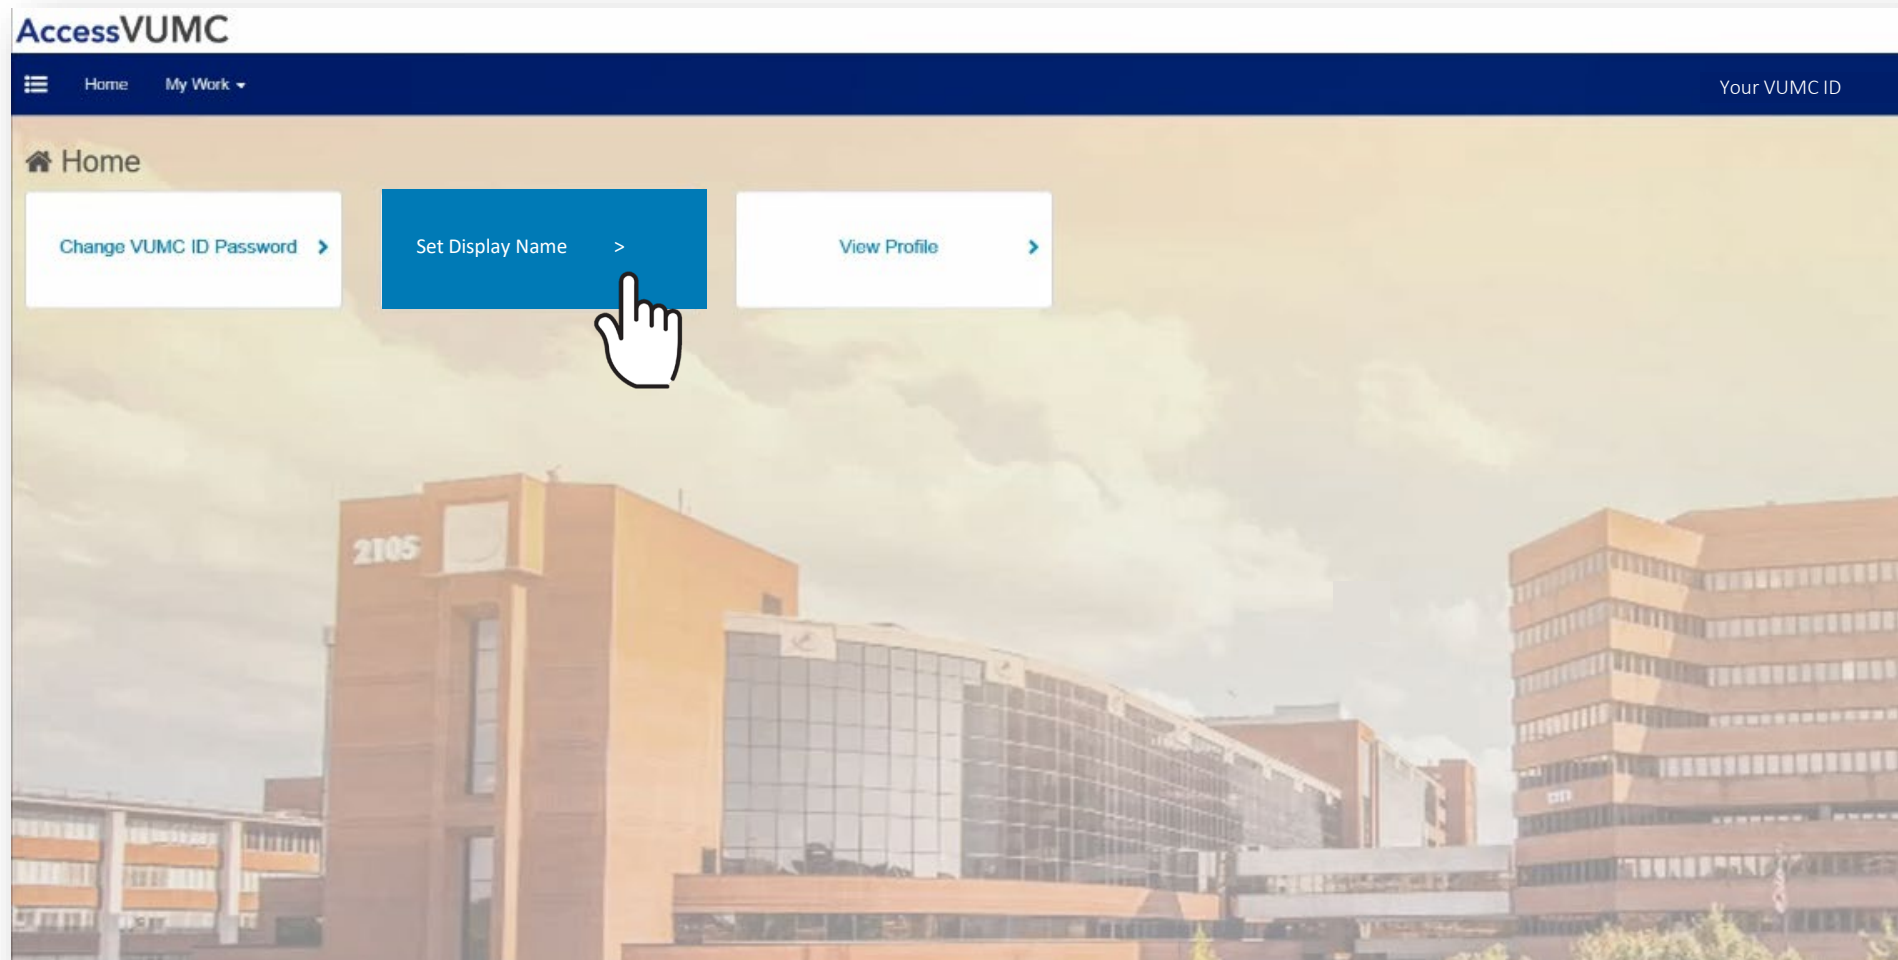 AccessVUMC
Home My Work
Your VUMC ID
Home
Change VUMC ID Password >
Set Display Name >
View Profile >
2105